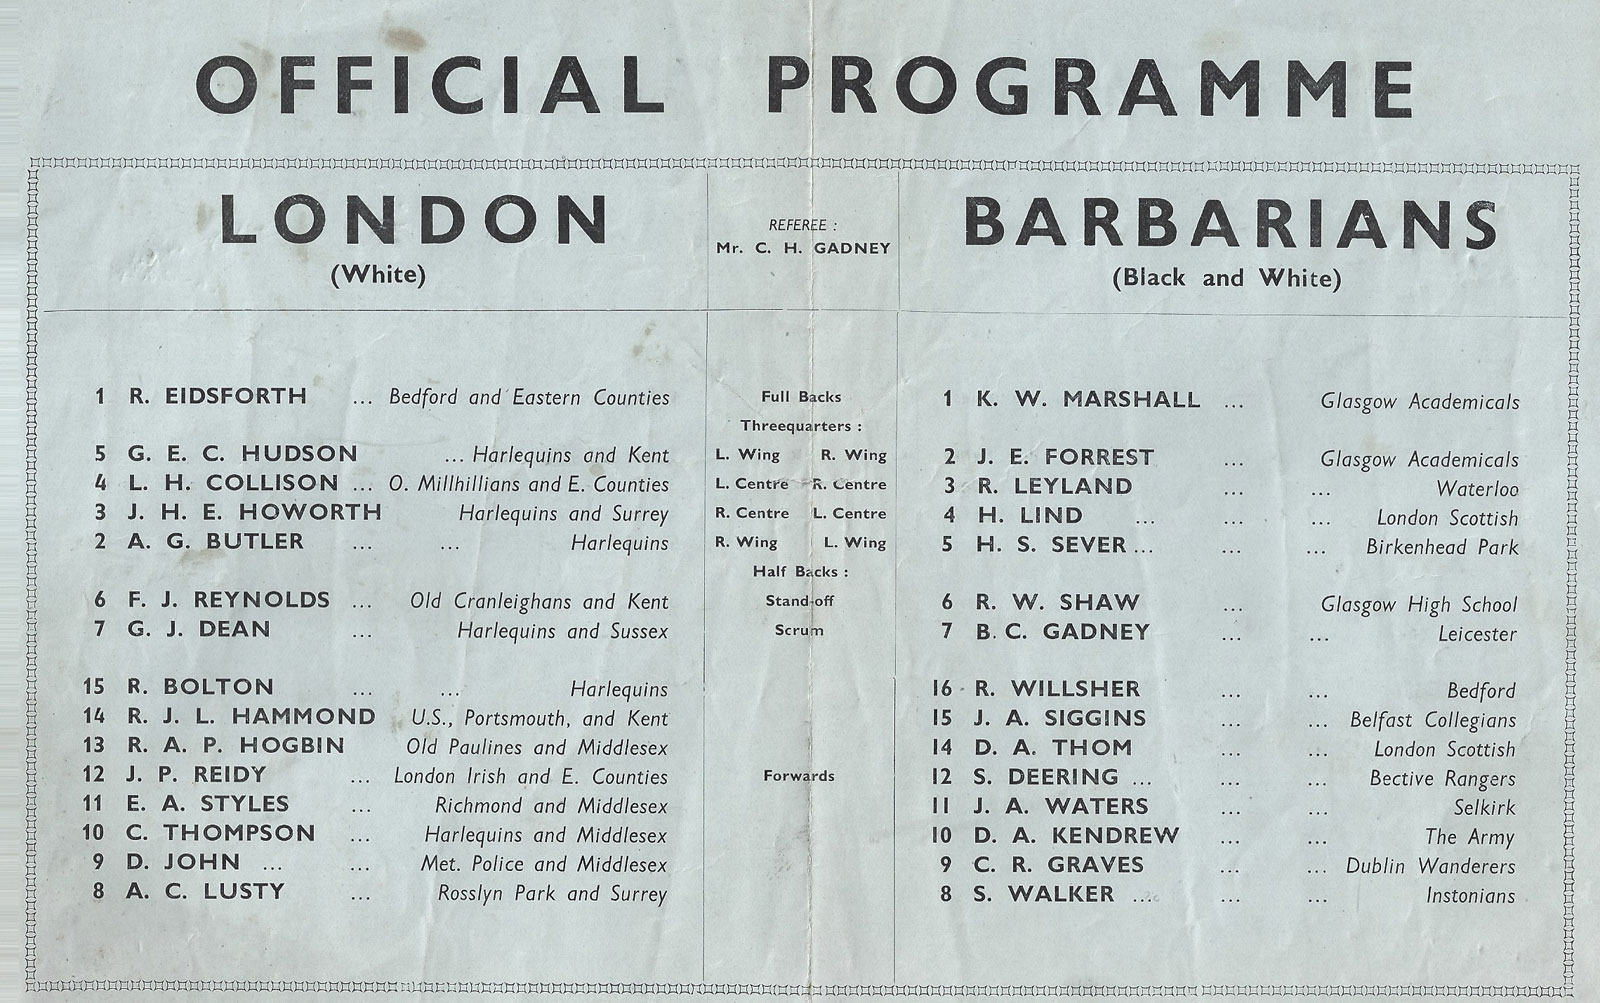 OFFICIAL PROGRAMME
LONDON
(White)
REFEREE :
Mr. C. H. GADNEY
BARBARIANS
(Black and White)
1 R. EIDSFORTH ... Bedford and Eastern Counties
Full Backs
1 K. W. MARSHALL ... Glasgow Academicals
Threequarters :
5 G. E. C. HUDSON ... Harlequins and Kent
L. Wing R. Wing
2 J. E. FORREST ... Glasgow Academicals
4 L. H. COLLISON ... O. Millhillians and E. Counties
L. Centre R. Centre
3 R. LEYLAND ... ... Waterloo
3 J. H. E. HOWORTH Harlequins and Surrey
R. Centre L. Centre
4 H. LIND ... ... ... London Scottish
2 A. G. BUTLER ... ... Harlequins
R. Wing L. Wing
5 H. S. SEVER ... ... ... Birkenhead Park
Half Backs :
6 F. J. REYNOLDS ... Old Cranleighans and Kent
Stand-off
6 R. W. SHAW ... Glasgow High School
7 G. J. DEAN ... Harlequins and Sussex
Scrum
7 B. C. GADNEY ... ... Leicester
15 R. BOLTON ... ... Harlequins
16 R. WILLSHER ... ... Bedford
14 R. J. L. HAMMOND U.S., Portsmouth, and Kent
15 J. A. SIGGINS ... ... Belfast Collegians
13 R. A. P. HOGBIN Old Paulines and Middlesex
14 D. A. THOM ... ... London Scottish
12 J. P. REIDY ... London Irish and E. Counties
Forwards
12 S. DEERING ... ... ... Bective Rangers
11 E. A. STYLES ... Richmond and Middlesex
11 J. A. WATERS ... ... Selkirk
10 C. THOMPSON ... Harlequins and Middlesex
10 D. A. KENDREW ... ... The Army
9 D. JOHN ... ... Met. Police and Middlesex
9 C. R. GRAVES ... ... Dublin Wanderers
8 A. C. LUSTY ... Rosslyn Park and Surrey
8 S. WALKER ... ... ... Instonians